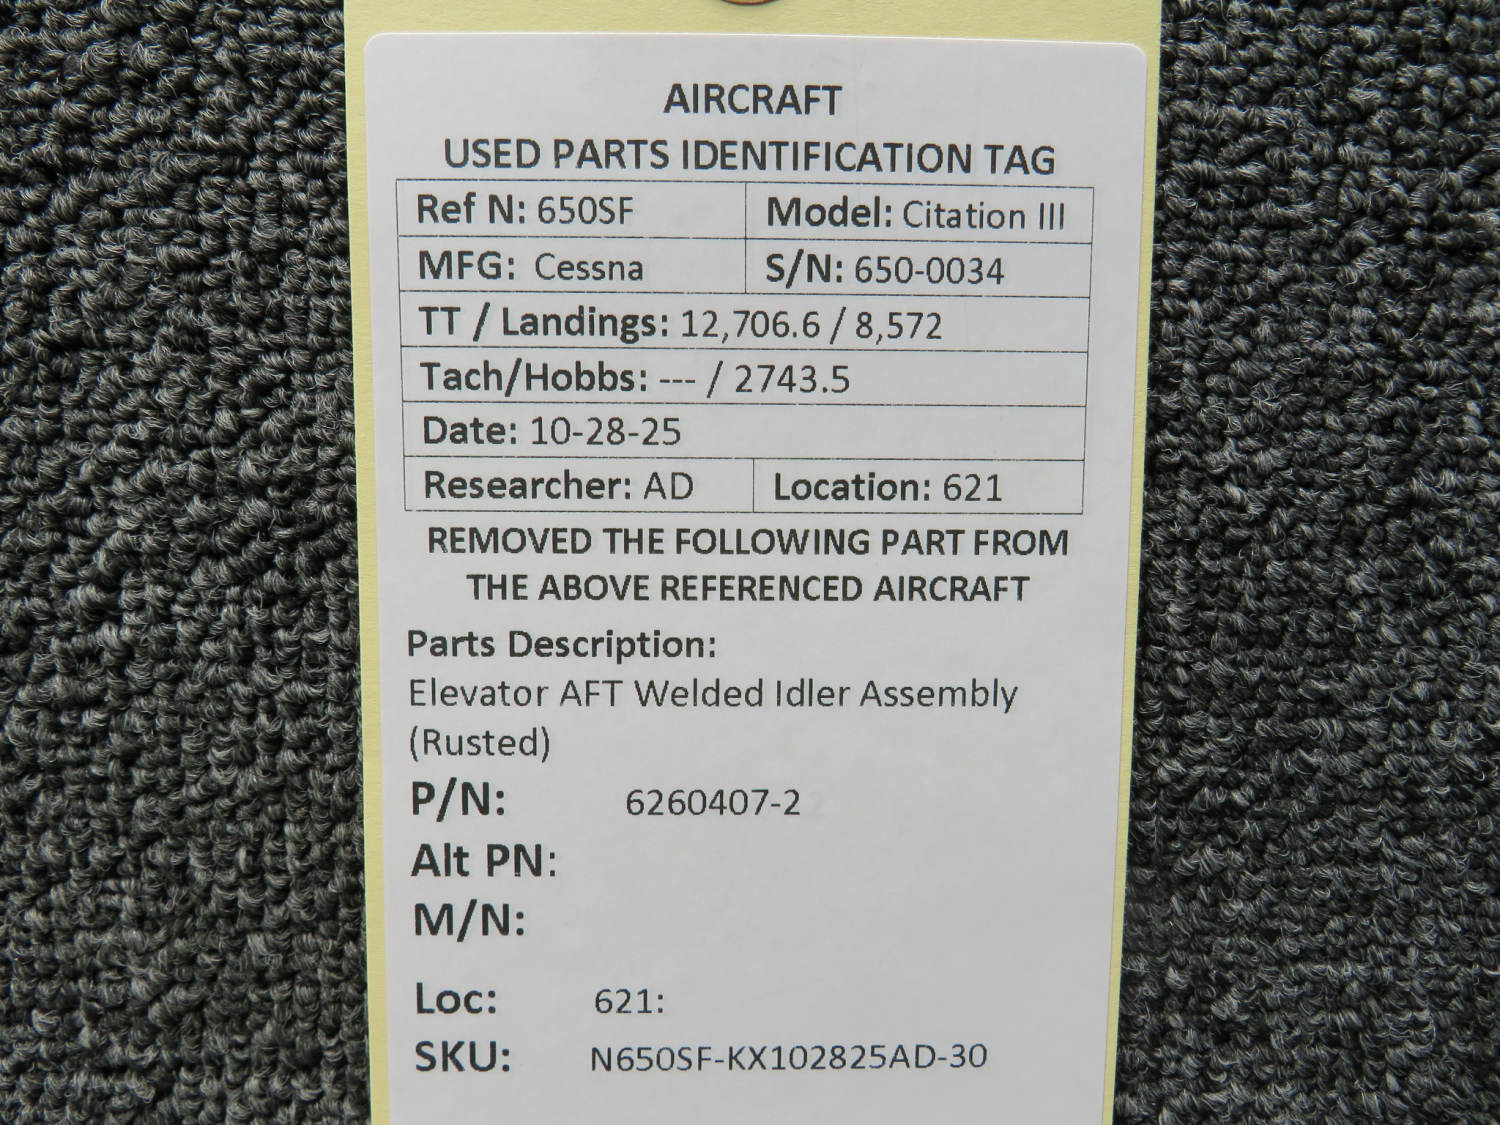 AIRCRAFT
USED PARTS IDENTIFICATION TAG
Ref N: 650SF Model: Citation III
MFG: Cessna S/N: 650-0034
TT / Landings: 12,706.6 / 8,572
Tach/Hobbs: --- / 2743.5
Date: 10-28-25
Researcher: AD Location: 621
REMOVED THE FOLLOWING PART FROM
THE ABOVE REFERENCED AIRCRAFT
Parts Description:
Elevator AFT Welded Idler Assembly
(Rusted)
P/N: 6260407-2
Alt PN:
M/N:
Loc: 621:
SKU: N650SF-KX102825AD-30